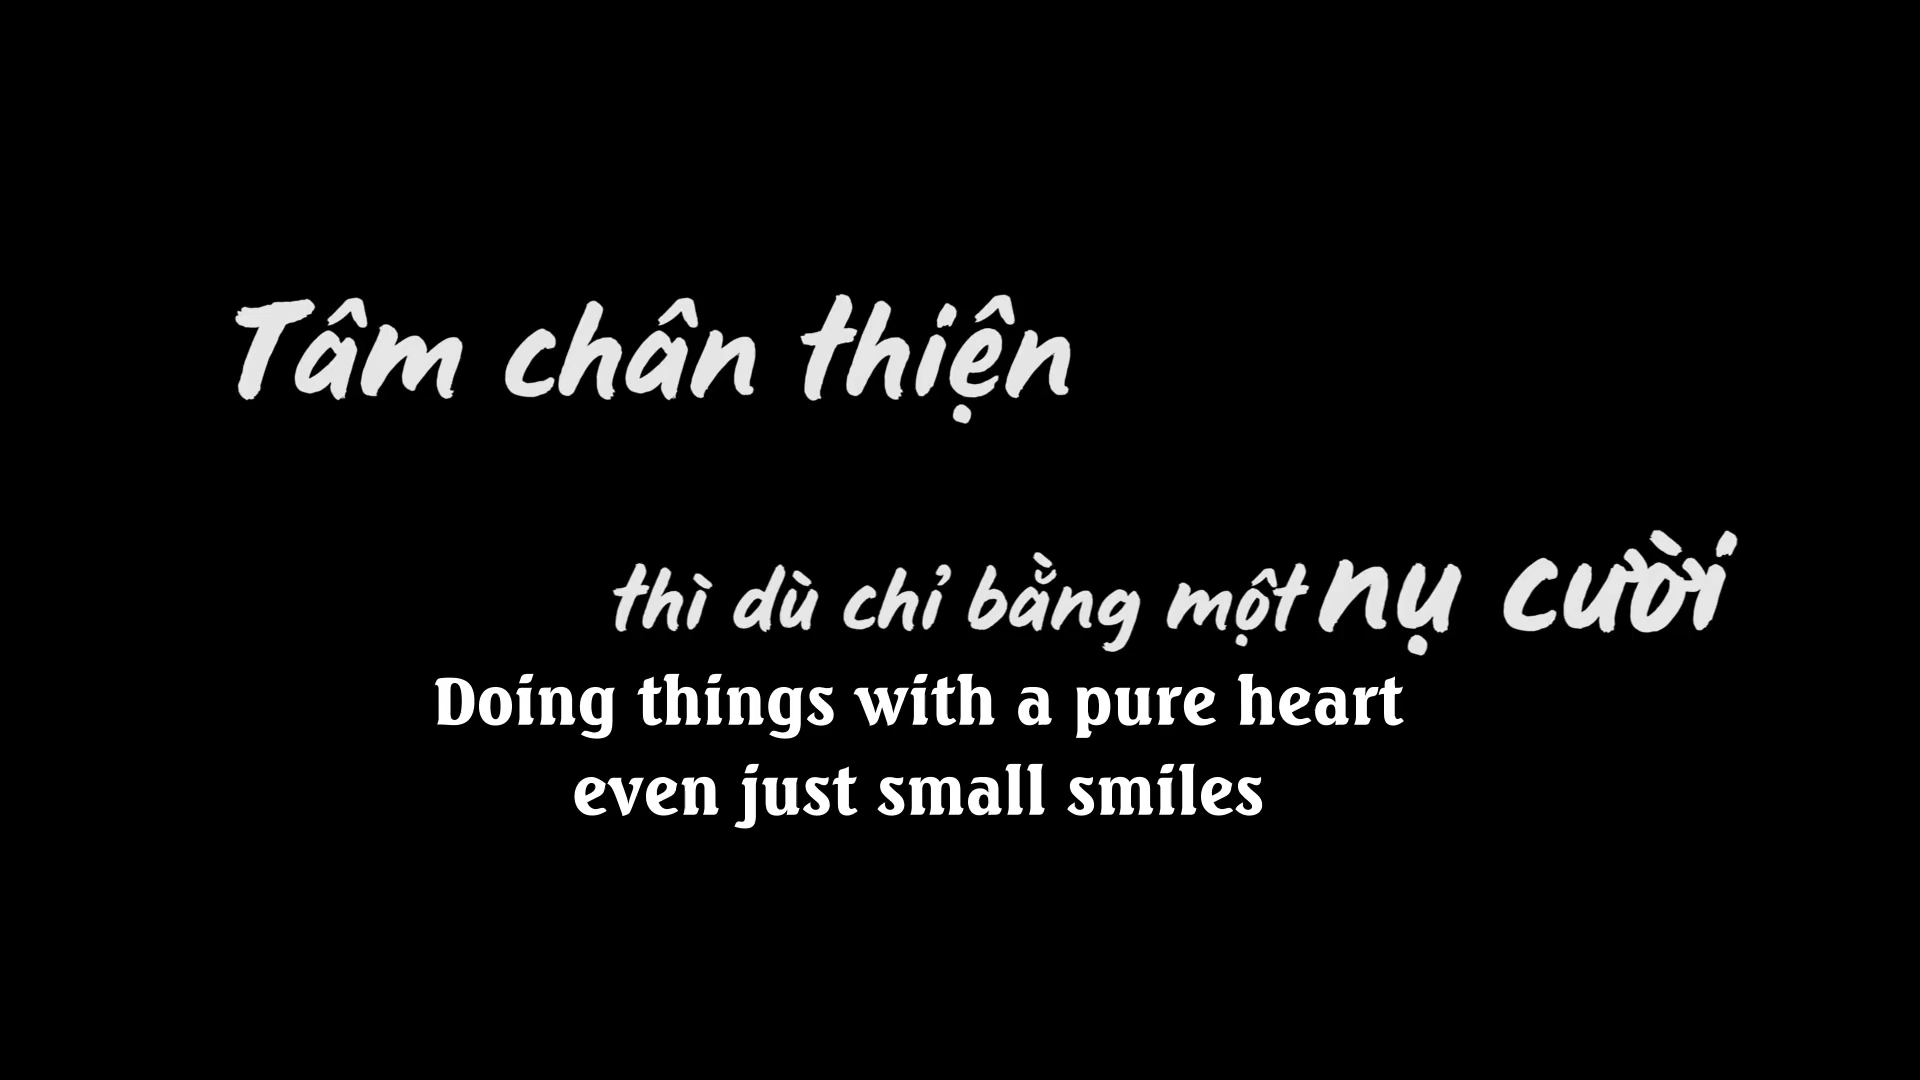 Tâm chân thiện
thì dù chỉ bằng một nụ cười
Doing things with a pure heart
even just small smiles